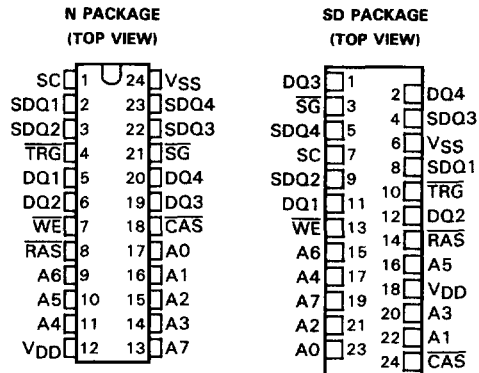 N PACKAGE
(TOP VIEW)
SC 1 24 VSS
SDQ1 2 23 SDQ4
SDQ2 3 22 SDQ3
TRG 4 21 SG
DQ1 5 20 DQ4
DQ2 6 19 DQ3
WE 7 18 CAS
RAS 8 17 A0
A6 9 16 A1
A5 10 15 A2
A4 11 14 A3
VDD 12 13 A7
SD PACKAGE
(TOP VIEW)
DQ3 1
2 DQ4
SG 3
4 SDQ3
SDQ4 5
6 VSS
SC 7
8 SDQ1
SDQ2 9
10 TRG
DQ1 11
12 DQ2
WE 13
14 RAS
A6 15
16 A5
A4 17
18 VDD
A7 19
20 A3
A2 21
22 A1
A0 23
24 CAS